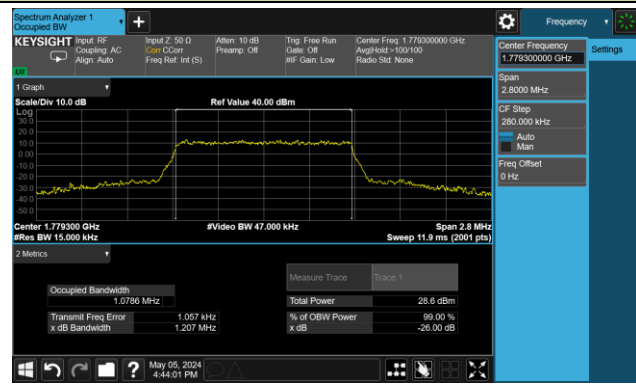 Spectrum Analyzer 1
Occupied BW
Frequency
KEYSIGHT
Input: RF
Coupling: AC
Align: Auto
Input Z: 50 Ω
Corr CCorr
Freq Ref: Int (S)
Atten: 10 dB
Preamp: Off
Trig: Free Run
Gate: Off
#IF Gain: Low
Center Freq: 1.779300000 GHz
Avg|Hold:>100/100
Radio Std: None
Center Frequency
1.779300000 GHz
Settings
Span
2.8000 MHz
CF Step
280.000 kHz
Auto
Man
Freq Offset
0 Hz
1 Graph
Scale/Div 10.0 dB
Ref Value 40.00 dBm
Log
30.0
20.0
10.0
0.00
-10.0
-20.0
-30.0
-40.0
-50.0
Center 1.779300 GHz
#Video BW 47.000 kHz
Span 2.8 MHz
#Res BW 15.000 kHz
Sweep 11.9 ms (2001 pts)
2 Metrics
Measure Trace
Trace 1
Occupied Bandwidth
1.0786 MHz
Total Power
28.6 dBm
Transmit Freq Error
1.057 kHz
% of OBW Power
99.00 %
x dB Bandwidth
1.207 MHz
x dB
-26.00 dB
May 05, 2024
4:44:01 PM